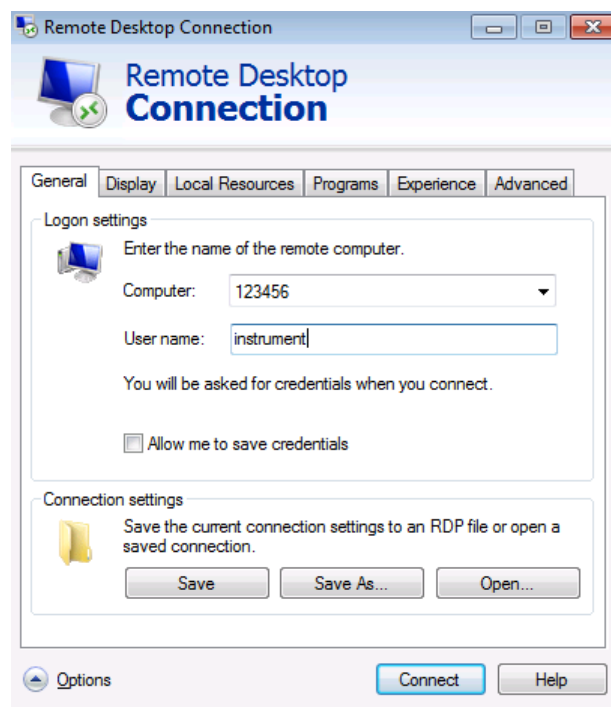 Remote Desktop Connection
Remote Desktop
Connection
General Display Local Resources Programs Experience Advanced
Logon settings
Enter the name of the remote computer.
Computer: 123456
User name: instrument
You will be asked for credentials when you connect.
Allow me to save credentials
Connection settings
Save the current connection settings to an RDP file or open a
saved connection.
Save Save As... Open...
Options Connect Help